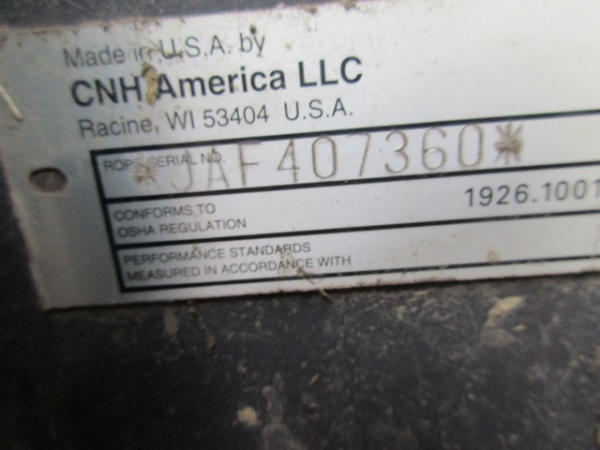 Made in U.S.A. by
CNH America LLC
Racine, WI 53404 U.S.A.
ROPS SERIAL NO.
*JAF407360*
CONFORMS TO
OSHA REGULATION
1926.1001
PERFORMANCE STANDARDS
MEASURED IN ACCORDANCE WITH